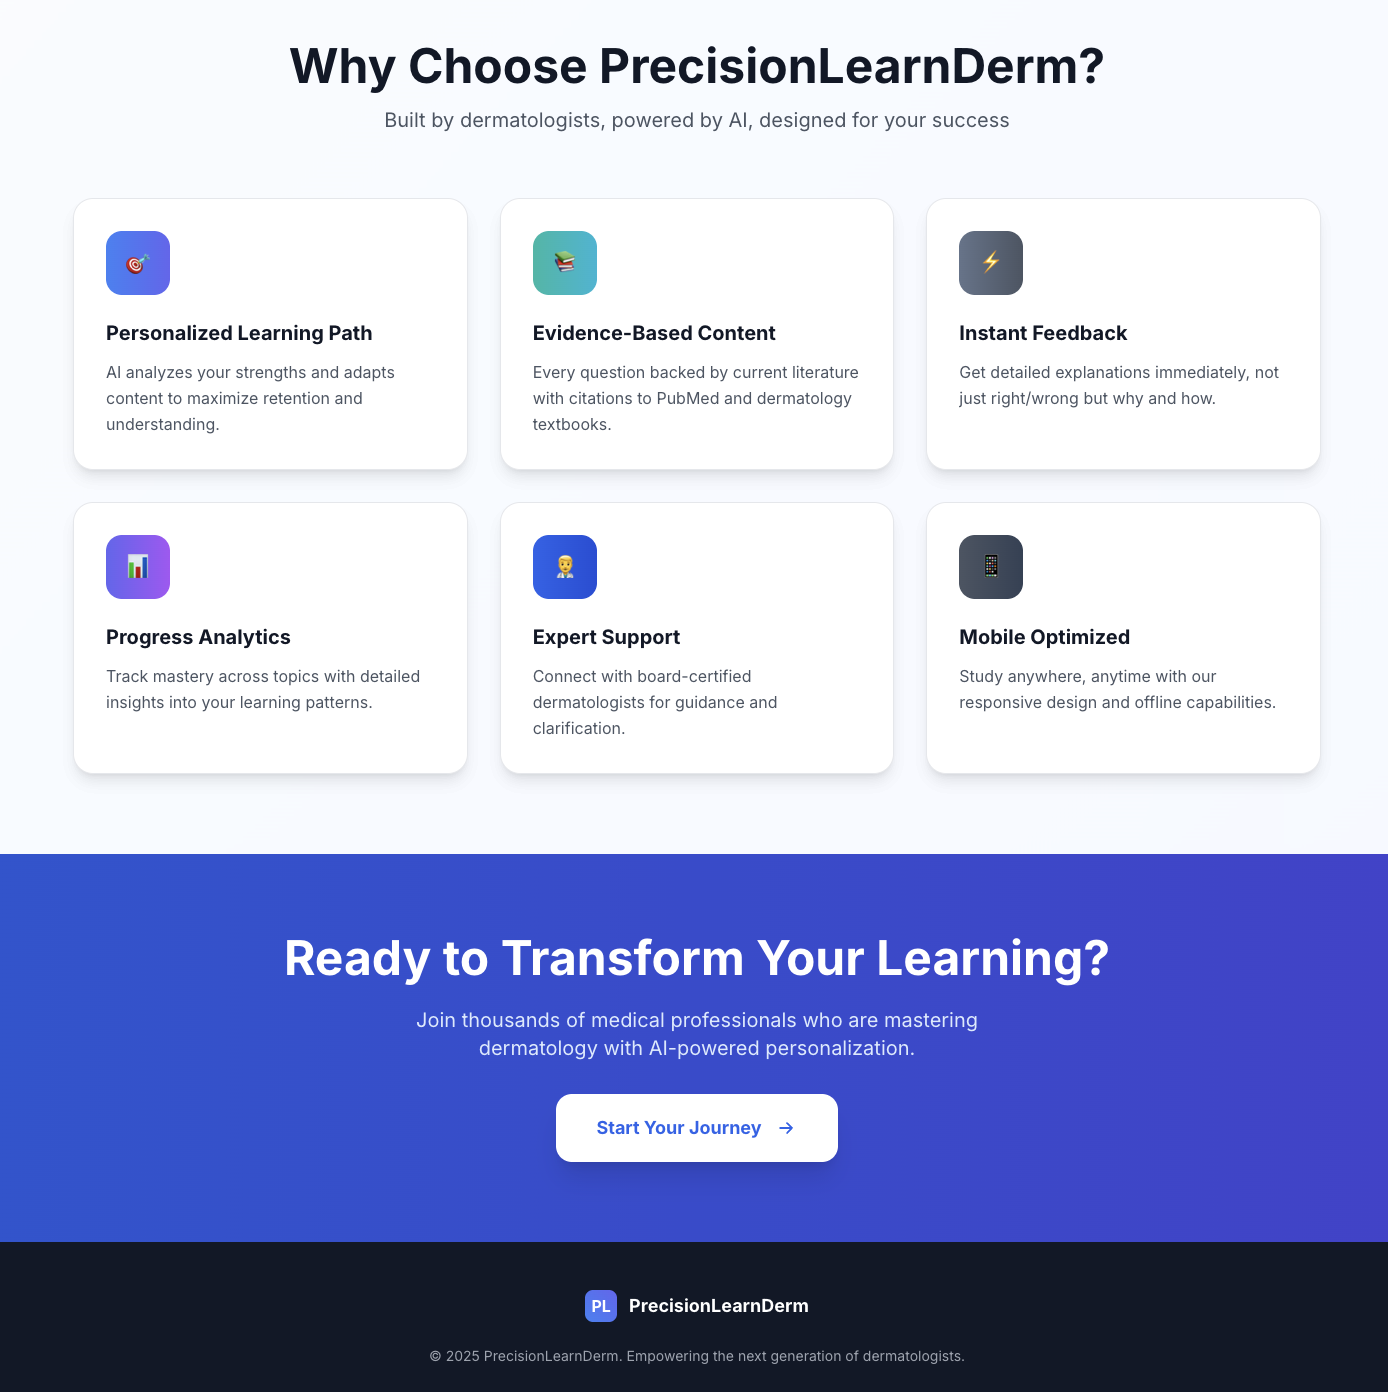 Why Choose PrecisionLearnDerm?
Built by dermatologists, powered by AI, designed for your success
Personalized Learning Path
AI analyzes your strengths and adapts
content to maximize retention and
understanding.
Evidence-Based Content
Every question backed by current literature
with citations to PubMed and dermatology
textbooks.
Instant Feedback
Get detailed explanations immediately, not
just right/wrong but why and how.
Progress Analytics
Track mastery across topics with detailed
insights into your learning patterns.
Expert Support
Connect with board-certified
dermatologists for guidance and
clarification.
Mobile Optimized
Study anywhere, anytime with our
responsive design and offline capabilities.
Ready to Transform Your Learning?
Join thousands of medical professionals who are mastering
dermatology with AI-powered personalization.
Start Your Journey →
PL PrecisionLearnDerm
© 2025 PrecisionLearnDerm. Empowering the next generation of dermatologists.